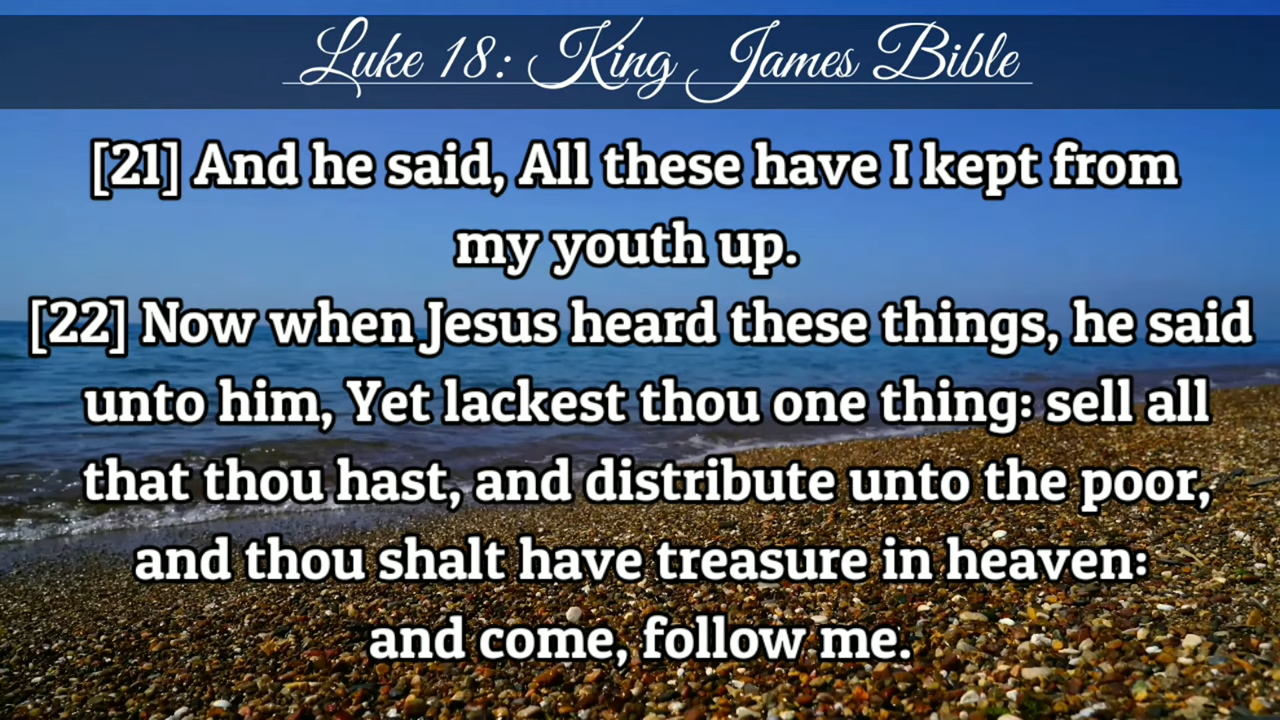 Luke 18: King James Bible
[21] And he said, All these have I kept from
my youth up.
[22] Now when Jesus heard these things, he said
unto him, Yet lackest thou one thing: sell all
that thou hast, and distribute unto the poor,
and thou shalt have treasure in heaven:
and come, follow me.